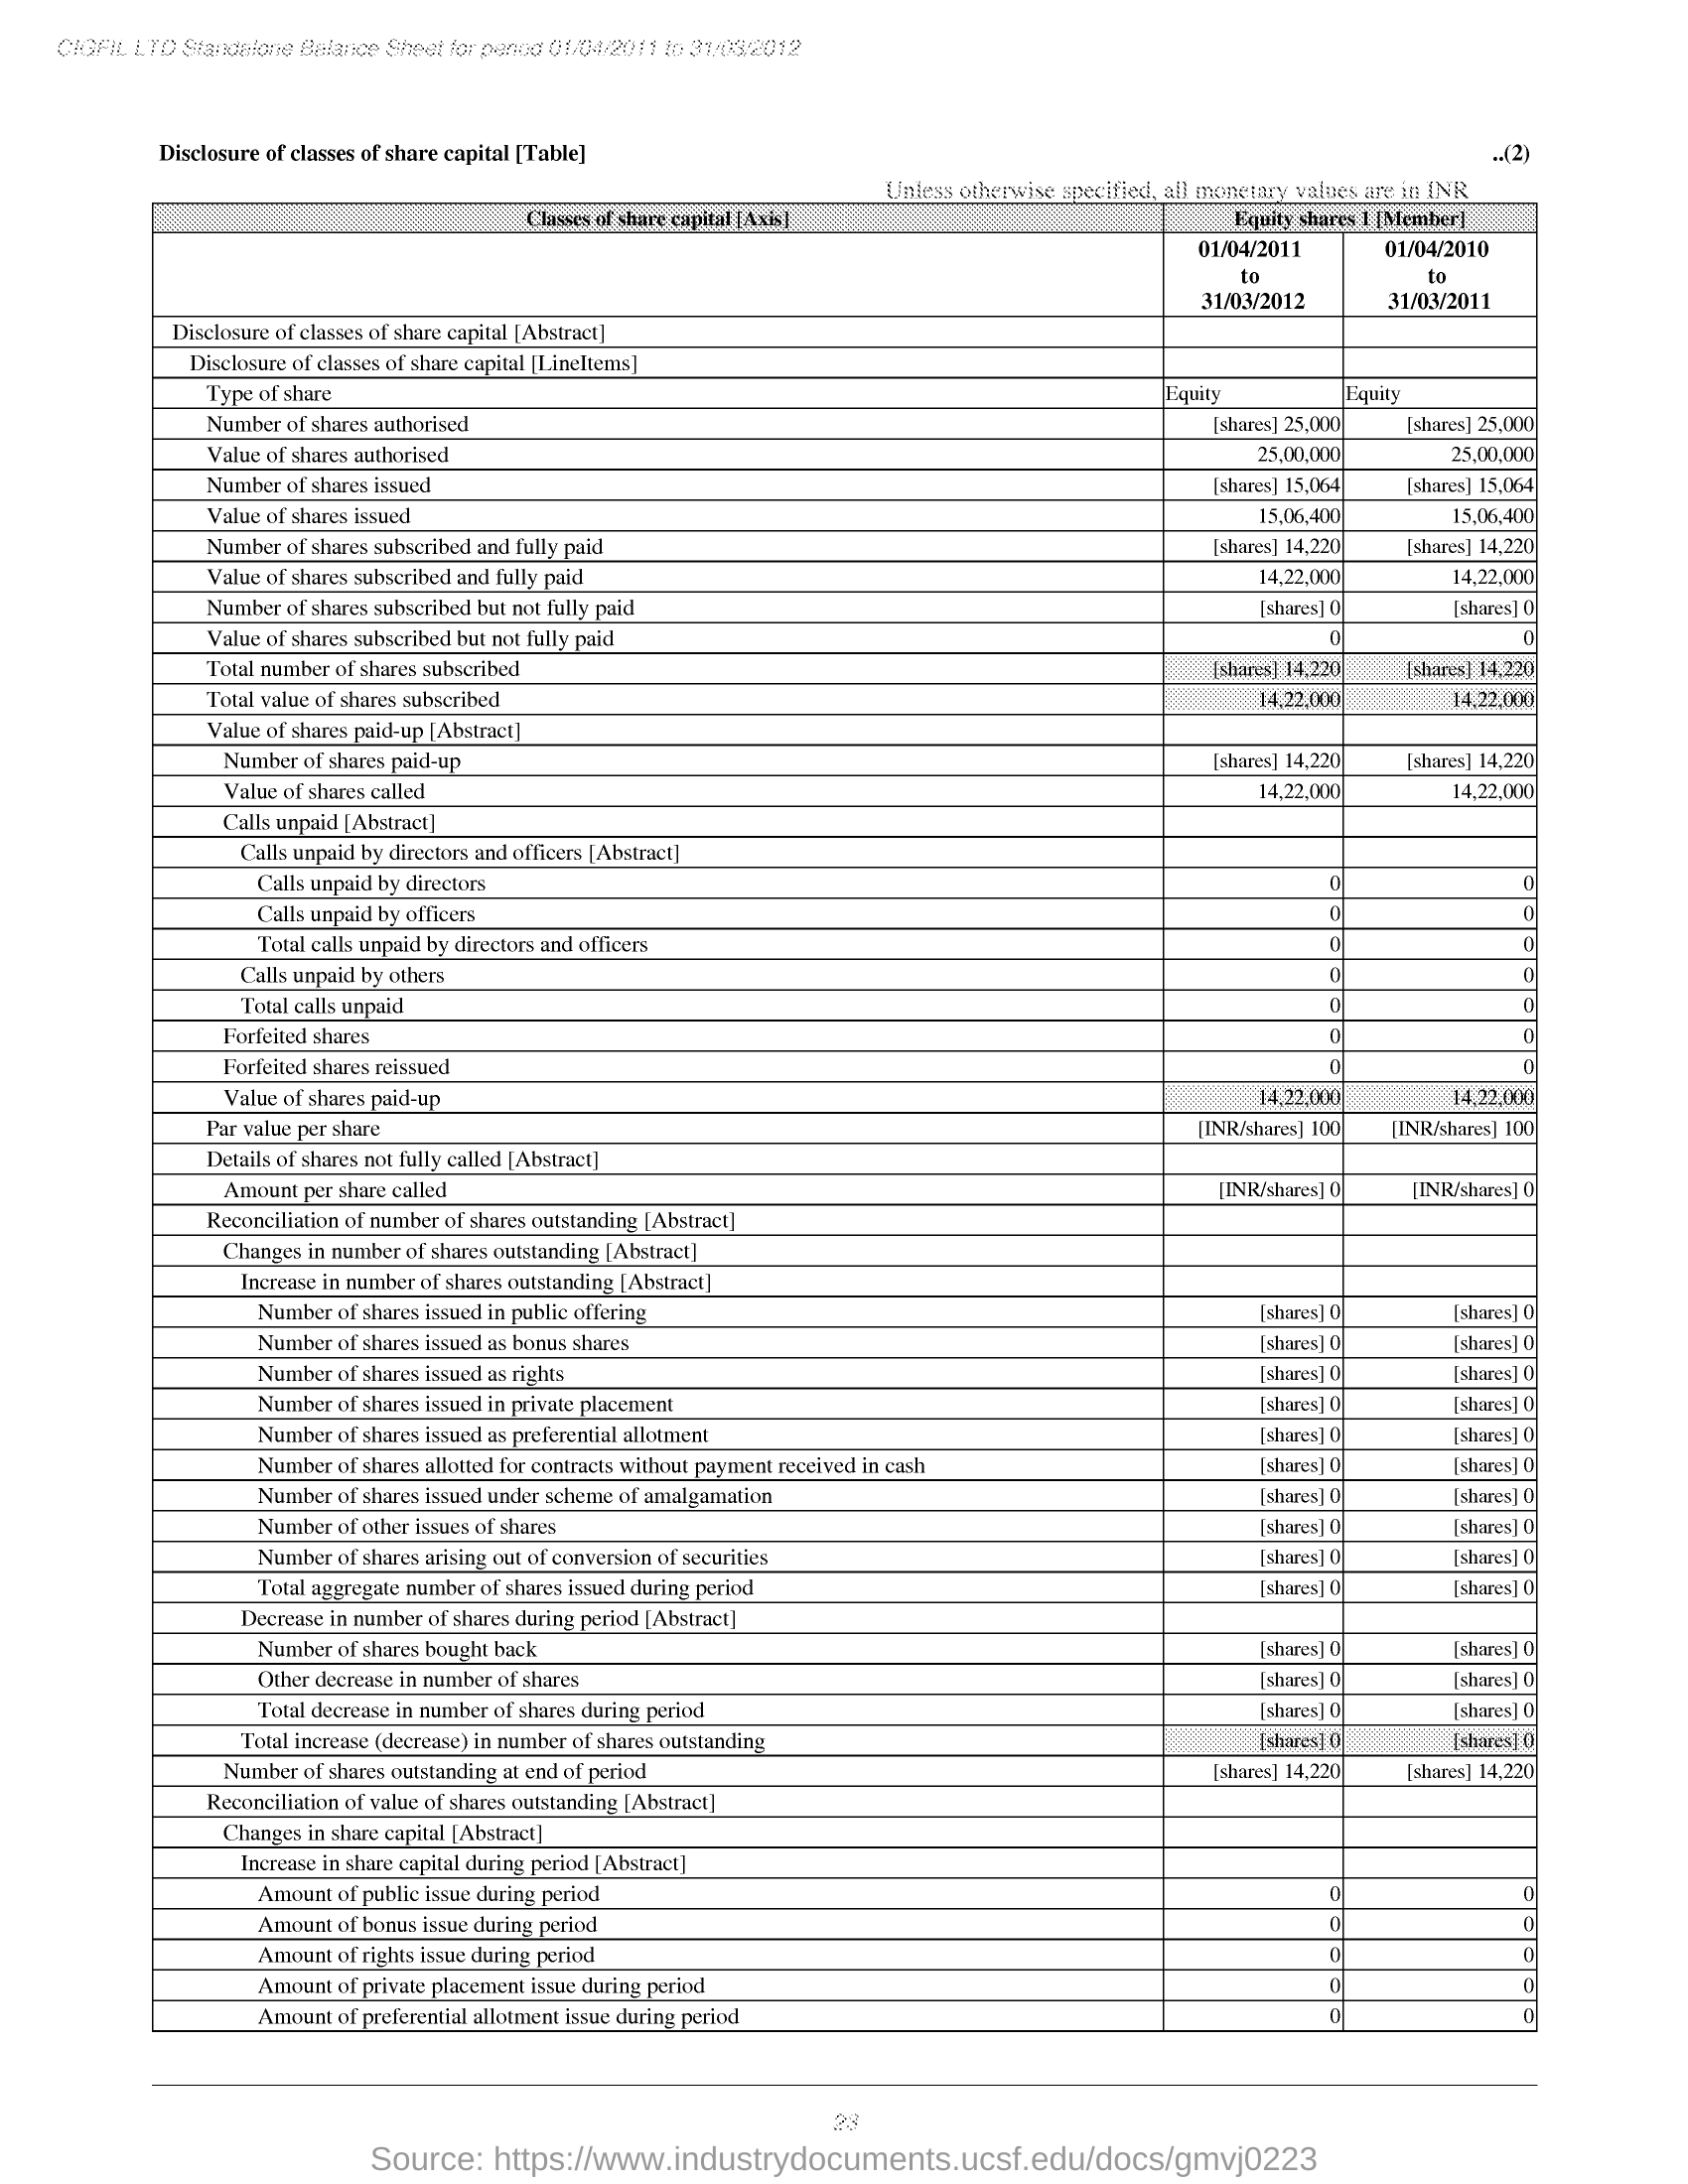 CIGFIL LTD Standalone Balance Sheet for period 01/04/2011 to 31/03/2012
Disclosure of classes of share capital [Table] ..(2)
Unless otherwise specified, all monetary values are in INR
Classes of share capital [Axis] Equity shares 1 [Member]
01/04/2011 01/04/2010
to to
31/03/2012 31/03/2011
Disclosure of classes of share capital [Abstract]
Disclosure of classes of share capital [LineItems]
Type of share Equity Equity
Number of shares authorised [shares] 25,000 [shares] 25,000
Value of shares authorised 25,00,000 25,00,000
Number of shares issued [shares] 15,064 [shares] 15,064
Value of shares issued 15,06,400 15,06,400
Number of shares subscribed and fully paid [shares] 14,220 [shares] 14,220
Value of shares subscribed and fully paid 14,22,000 14,22,000
Number of shares subscribed but not fully paid [shares] 0 [shares] 0
Value of shares subscribed but not fully paid 0 0
Total number of shares subscribed [shares] 14,220 [shares] 14,220
Total value of shares subscribed 14,22,000 14,22,000
Value of shares paid-up [Abstract]
Number of shares paid-up [shares] 14,220 [shares] 14,220
Value of shares called 14,22,000 14,22,000
Calls unpaid [Abstract]
Calls unpaid by directors and officers [Abstract]
Calls unpaid by directors 0 0
Calls unpaid by officers 0 0
Total calls unpaid by directors and officers 0 0
Calls unpaid by others 0 0
Total calls unpaid 0 0
Forfeited shares 0 0
Forfeited shares reissued 0 0
Value of shares paid-up 14,22,000 14,22,000
Par value per share [INR/shares] 100 [INR/shares] 100
Details of shares not fully called [Abstract]
Amount per share called [INR/shares] 0 [INR/shares] 0
Reconciliation of number of shares outstanding [Abstract]
Changes in number of shares outstanding [Abstract]
Increase in number of shares outstanding [Abstract]
Number of shares issued in public offering [shares] 0 [shares] 0
Number of shares issued as bonus shares [shares] 0 [shares] 0
Number of shares issued as rights [shares] 0 [shares] 0
Number of shares issued in private placement [shares] 0 [shares] 0
Number of shares issued as preferential allotment [shares] 0 [shares] 0
Number of shares allotted for contracts without payment received in cash [shares] 0 [shares] 0
Number of shares issued under scheme of amalgamation [shares] 0 [shares] 0
Number of other issues of shares [shares] 0 [shares] 0
Number of shares arising out of conversion of securities [shares] 0 [shares] 0
Total aggregate number of shares issued during period [shares] 0 [shares] 0
Decrease in number of shares during period [Abstract]
Number of shares bought back [shares] 0 [shares] 0
Other decrease in number of shares [shares] 0 [shares] 0
Total decrease in number of shares during period [shares] 0 [shares] 0
Total increase (decrease) in number of shares outstanding [shares] 0 [shares] 0
Number of shares outstanding at end of period [shares] 14,220 [shares] 14,220
Reconciliation of value of shares outstanding [Abstract]
Changes in share capital [Abstract]
Increase in share capital during period [Abstract]
Amount of public issue during period 0 0
Amount of bonus issue during period 0 0
Amount of rights issue during period 0 0
Amount of private placement issue during period 0 0
Amount of preferential allotment issue during period 0 0
23
Source: https://www.industrydocuments.ucsf.edu/docs/gmvj0223